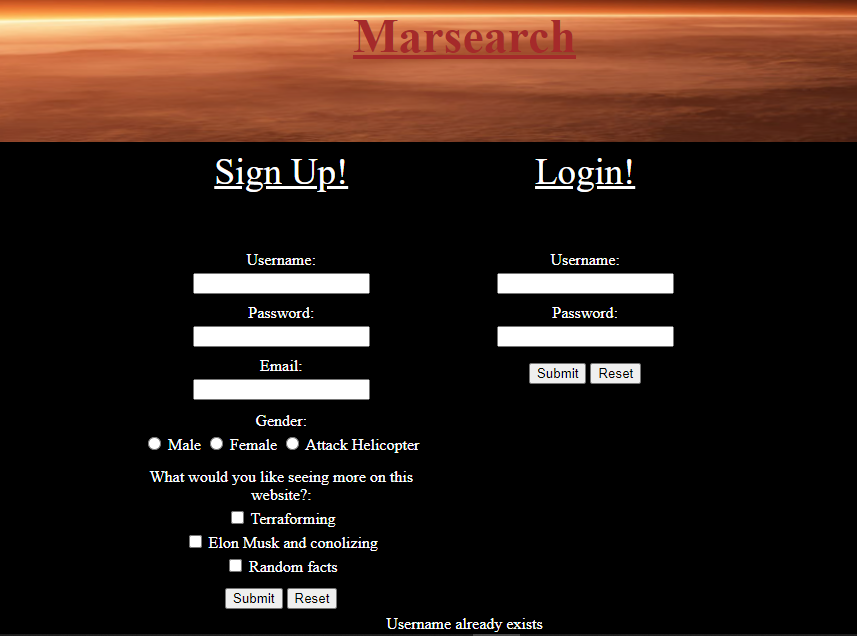 Marsearch
Sign Up!
Username:
Password:
Email:
Gender:
Male Female Attack Helicopter
What would you like seeing more on this
website?:
Terraforming
Elon Musk and conolizing
Random facts
Submit Reset
Login!
Username:
Password:
Submit Reset
Username already exists